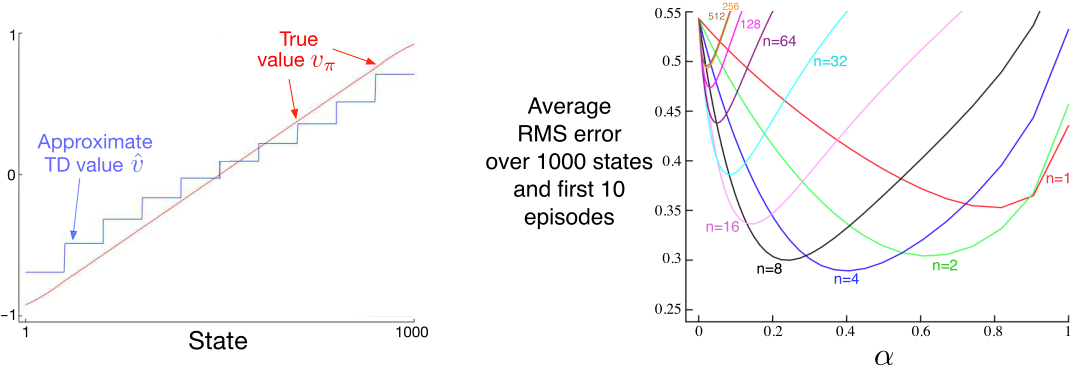 1
True
value vπ
Approximate
TD value v̂
0
−1
1
State
1000
Average
RMS error
over 1000 states
and first 10
episodes
0.55
0.5
0.45
0.4
0.35
0.3
0.25
256
512
128
n=64
n=32
n=1
n=16
n=8
n=4
n=2
0
0.2
0.4
0.6
0.8
1
α